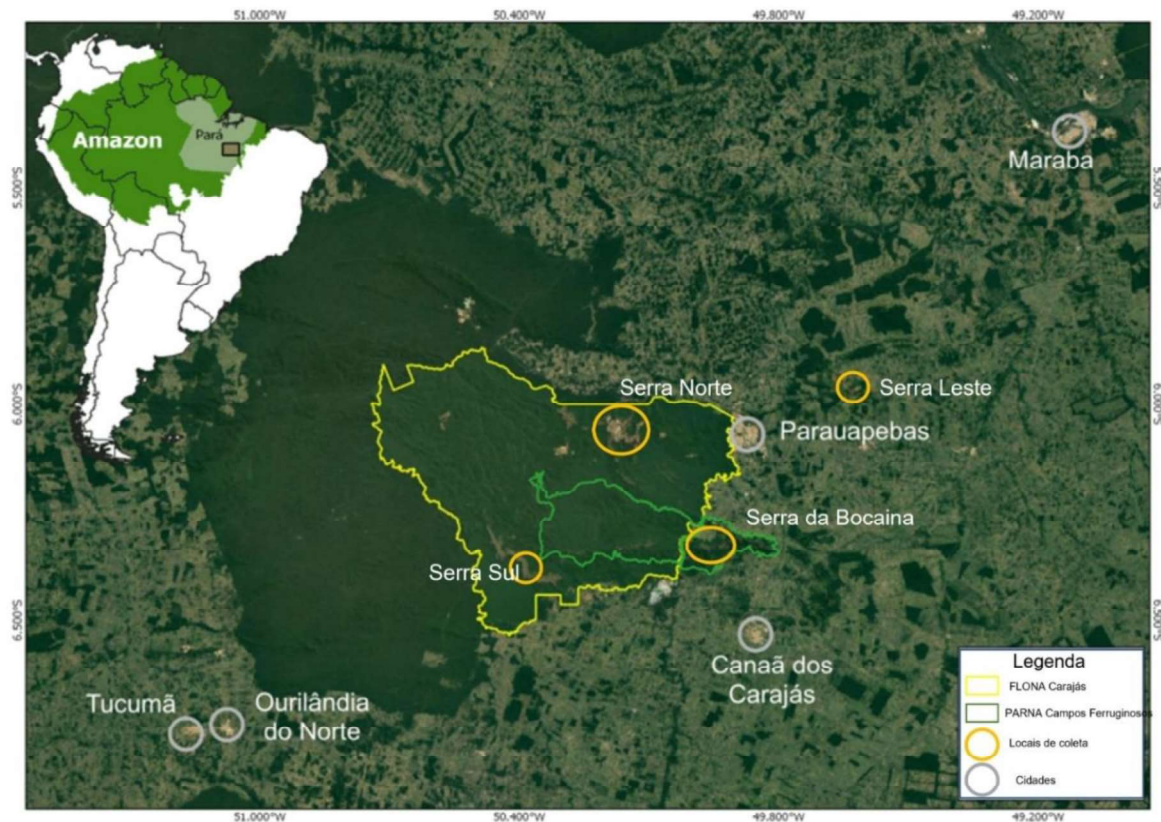 51.000°W
50.400°W
49.800°W
49.200°W
Amazon
Pará
5.500°S
5.500°S
Maraba
Serra Norte
Serra Leste
6.000°S
6.000°S
Parauapebas
Serra da Bocaina
Serra Sul
6.500°S
6.500°S
Canaã dos
Carajás
Tucumã
Ourilândia
do Norte
Legenda
FLONA Carajás
PARNA Campos Ferruginosos
Locais de coleta
Cidades
51.000°W
50.400°W
49.800°W
49.200°W